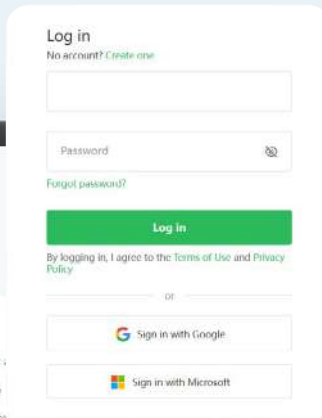 Log in
No account? Create one
Password
Forgot password?
Log in
By logging in, I agree to the Terms of Use and Privacy
Policy
or
Sign in with Google
Sign in with Microsoft